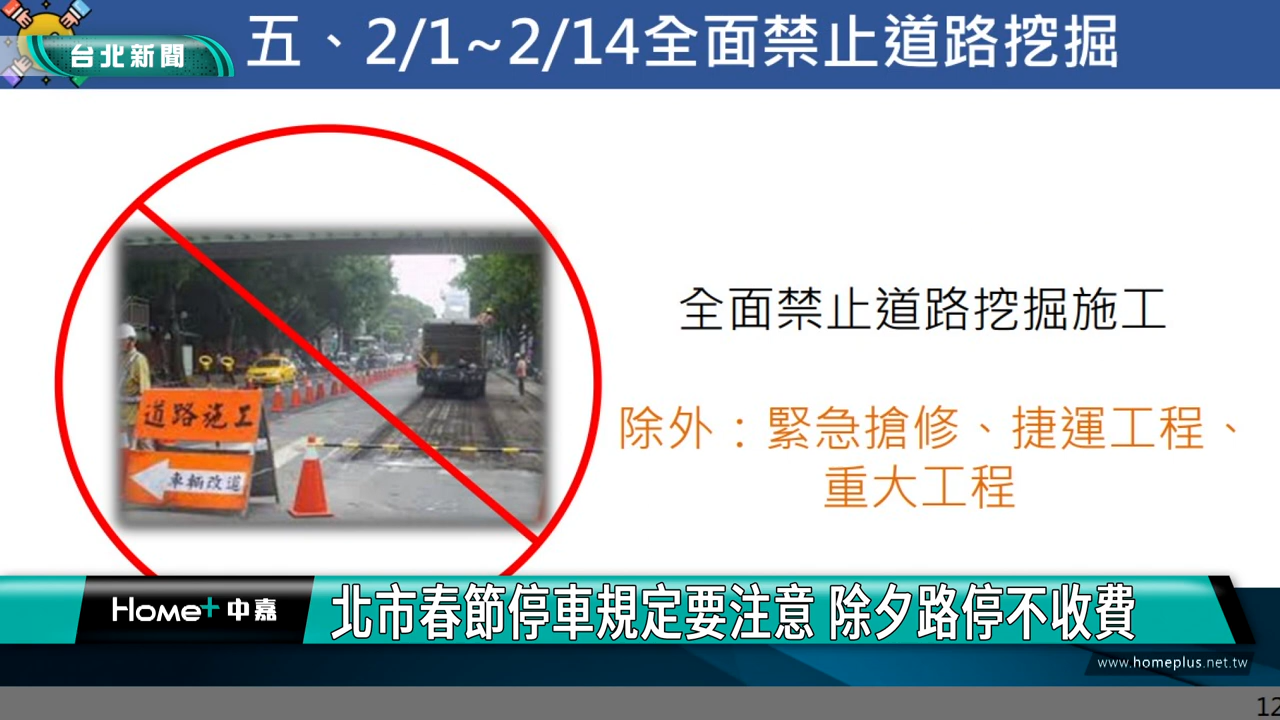 台北新聞
五、2/1~2/14全面禁止道路挖掘
道路施工
車輛改道
全面禁止道路挖掘施工
除外：緊急搶修、捷運工程、
重大工程
Home+中嘉
北市春節停車規定要注意 除夕路停不收費
www.homeplus.net.tw
12